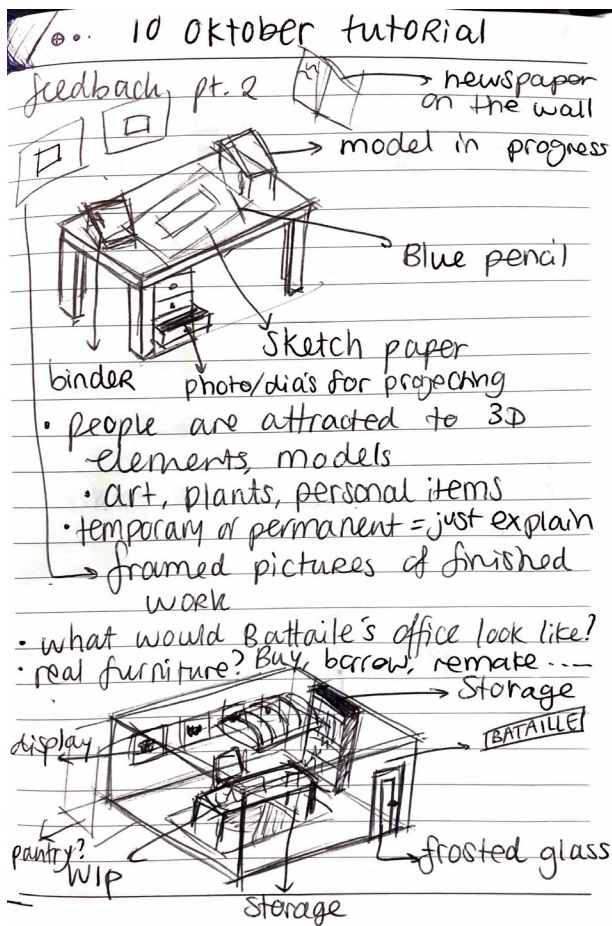 10 Oktober tutorial
feedback pt. 2
newspaper
on the wall
model in progress
Blue pencil
Sketch paper
binder
photo/dia's for projecting
• people are attracted to 3D
elements, models
• art, plants, personal items
• temporary or permanent = just explain
framed pictures of finished
work
• what would Battaile's office look like?
• real furniture? Buy, borrow, remake ....
Storage
display
BATAILLE
pantry?
WIP
frosted glass
Storage